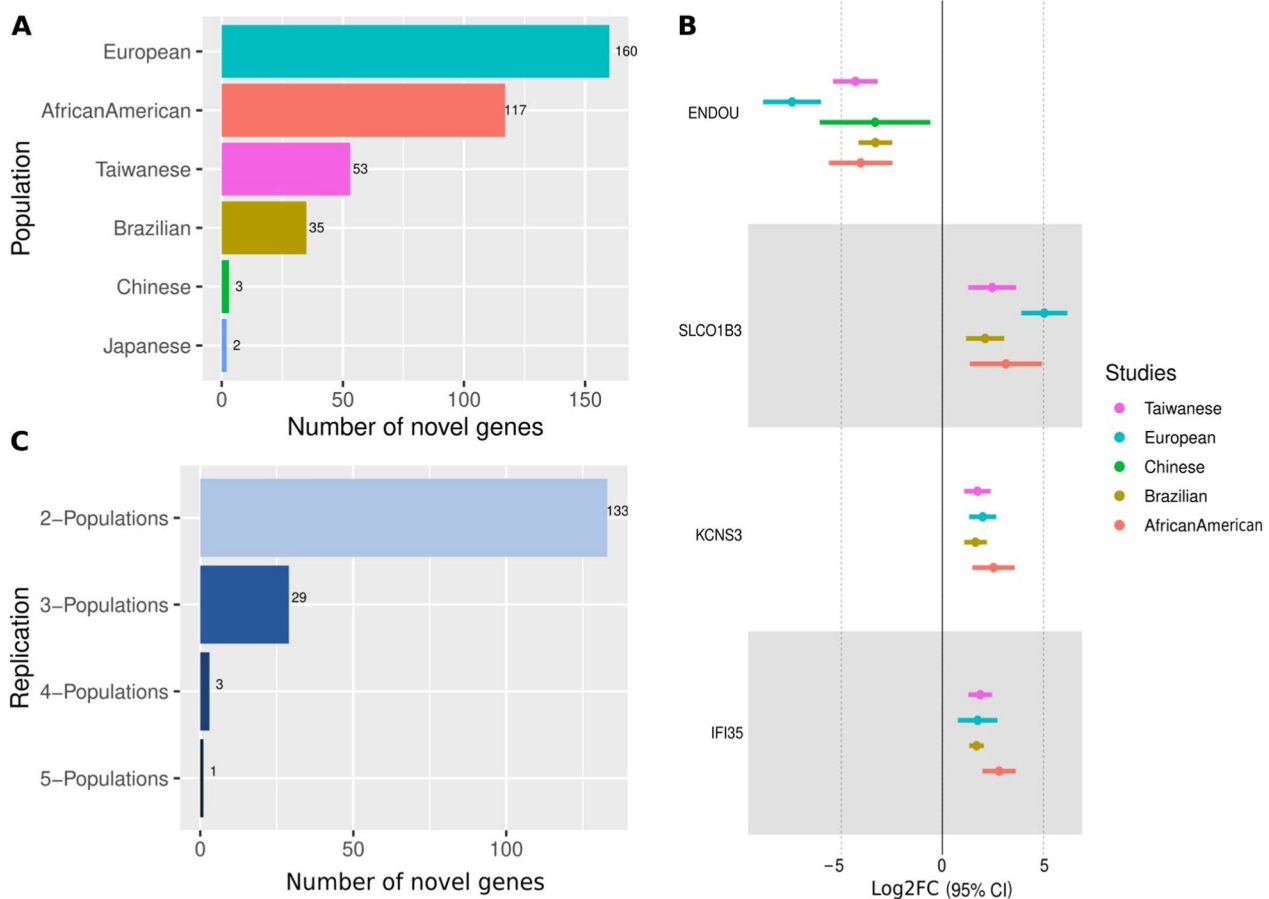 A
Population
European
AfricanAmerican
Taiwanese
Brazilian
Chinese
Japanese
160
117
53
35
3
2
0 50 100 150
Number of novel genes
C
Replication
2−Populations
3−Populations
4−Populations
5−Populations
133
29
3
1
0 50 100
Number of novel genes
B
ENDOU
SLCO1B3
KCNS3
IFI35
−5 0 5
Log2FC (95% CI)
Studies
Taiwanese
European
Chinese
Brazilian
AfricanAmerican